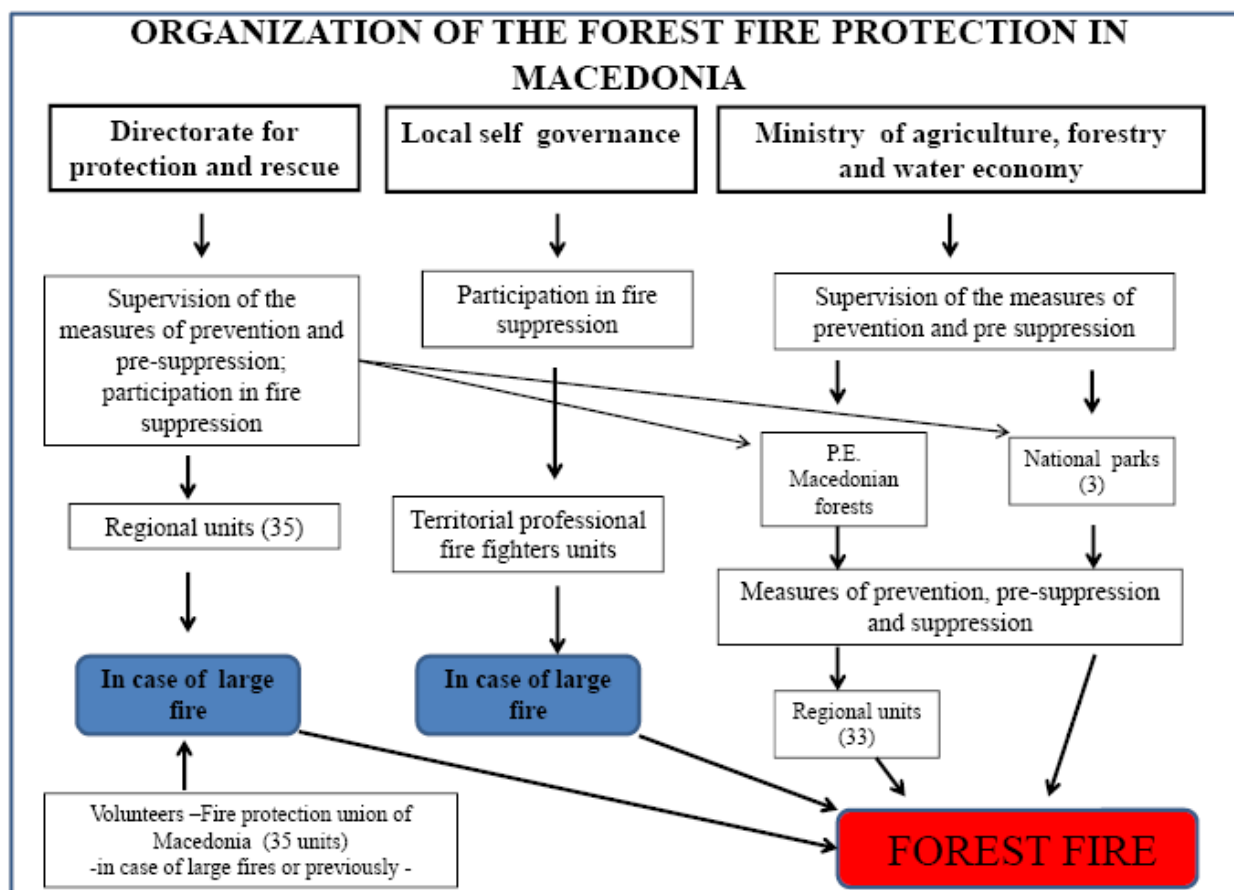 ORGANIZATION OF THE FOREST FIRE PROTECTION IN
MACEDONIA
Directorate for
protection and rescue
Local self governance
Ministry of agriculture, forestry
and water economy
Supervision of the
measures of prevention and
pre-suppression;
participation in fire
suppression
Participation in fire
suppression
Supervision of the measures of
prevention and pre suppression
P.E.
Macedonian
forests
National parks
(3)
Regional units (35)
Territorial professional
fire fighters units
Measures of prevention, pre-suppression
and suppression
In case of large
fire
In case of large
fire
Regional units
(33)
Volunteers –Fire protection union of
Macedonia (35 units)
-in case of large fires or previously -
FOREST FIRE